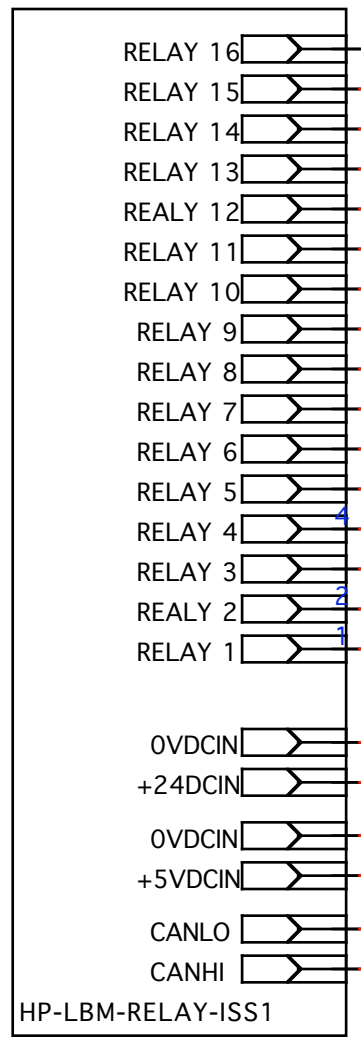 RELAY 16
RELAY 15
RELAY 14
RELAY 13
REALY 12
RELAY 11
RELAY 10
RELAY 9
RELAY 8
RELAY 7
RELAY 6
RELAY 5
4
RELAY 4
RELAY 3
2
REALY 2
1
RELAY 1
0VDCIN
+24DCIN
0VDCIN
+5VDCIN
CANLO
CANHI
HP-LBM-RELAY-ISS1